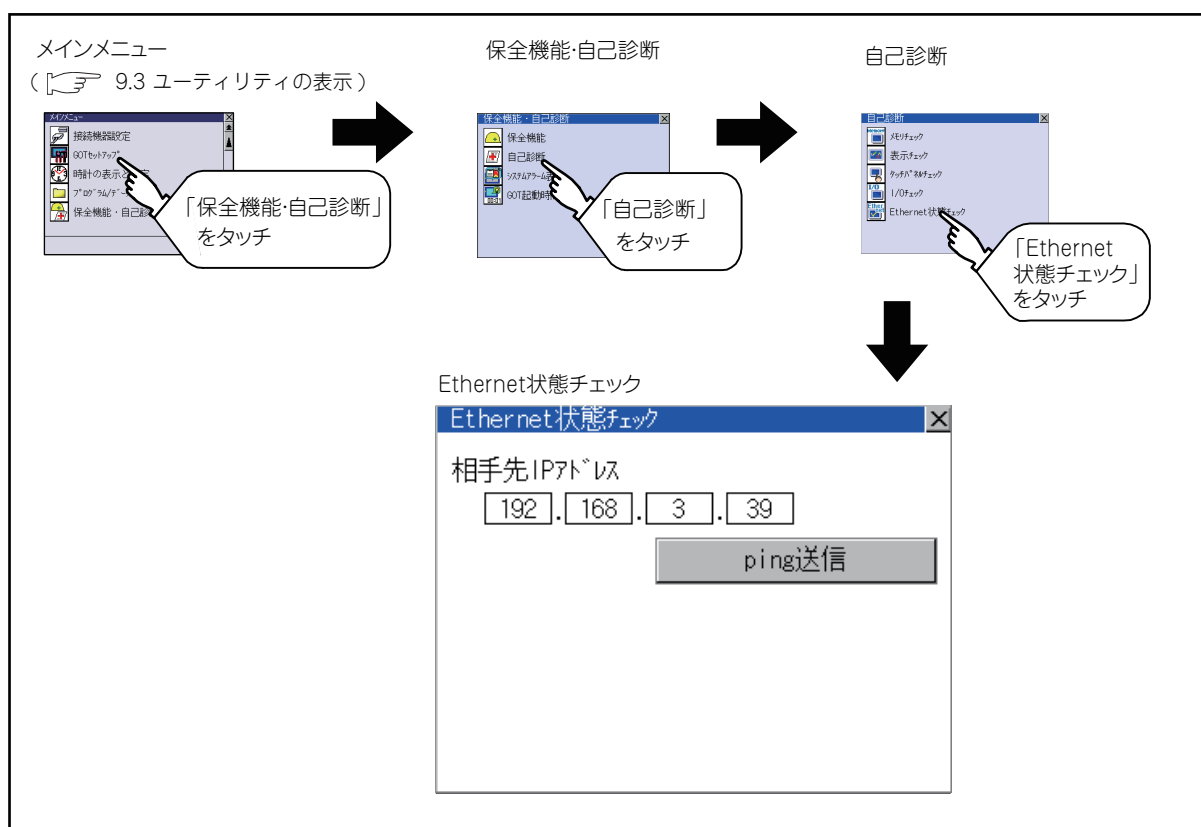 メインメニュー
( 9.3 ユーティリティの表示 )
メインメニュー
接続機器設定
GOTセットアップ
時計の表示と 定
プログラム/デー
保全機能・自己診
「保全機能・自己診断」
をタッチ
保全機能・自己診断
保全機能・自己診断
保全機能
自己診断
システムアラーム表
GOT起動時
「自己診断」
をタッチ
自己診断
自己診断
メモリチェック
表示チェック
タッチパネルチェック
I/Oチェック
Ethernet状態チェック
「Ethernet
状態チェック」
をタッチ
Ethernet状態チェック
Ethernet状態チェック
相手先IPアドレス
192 . 168 . 3 . 39
ping送信